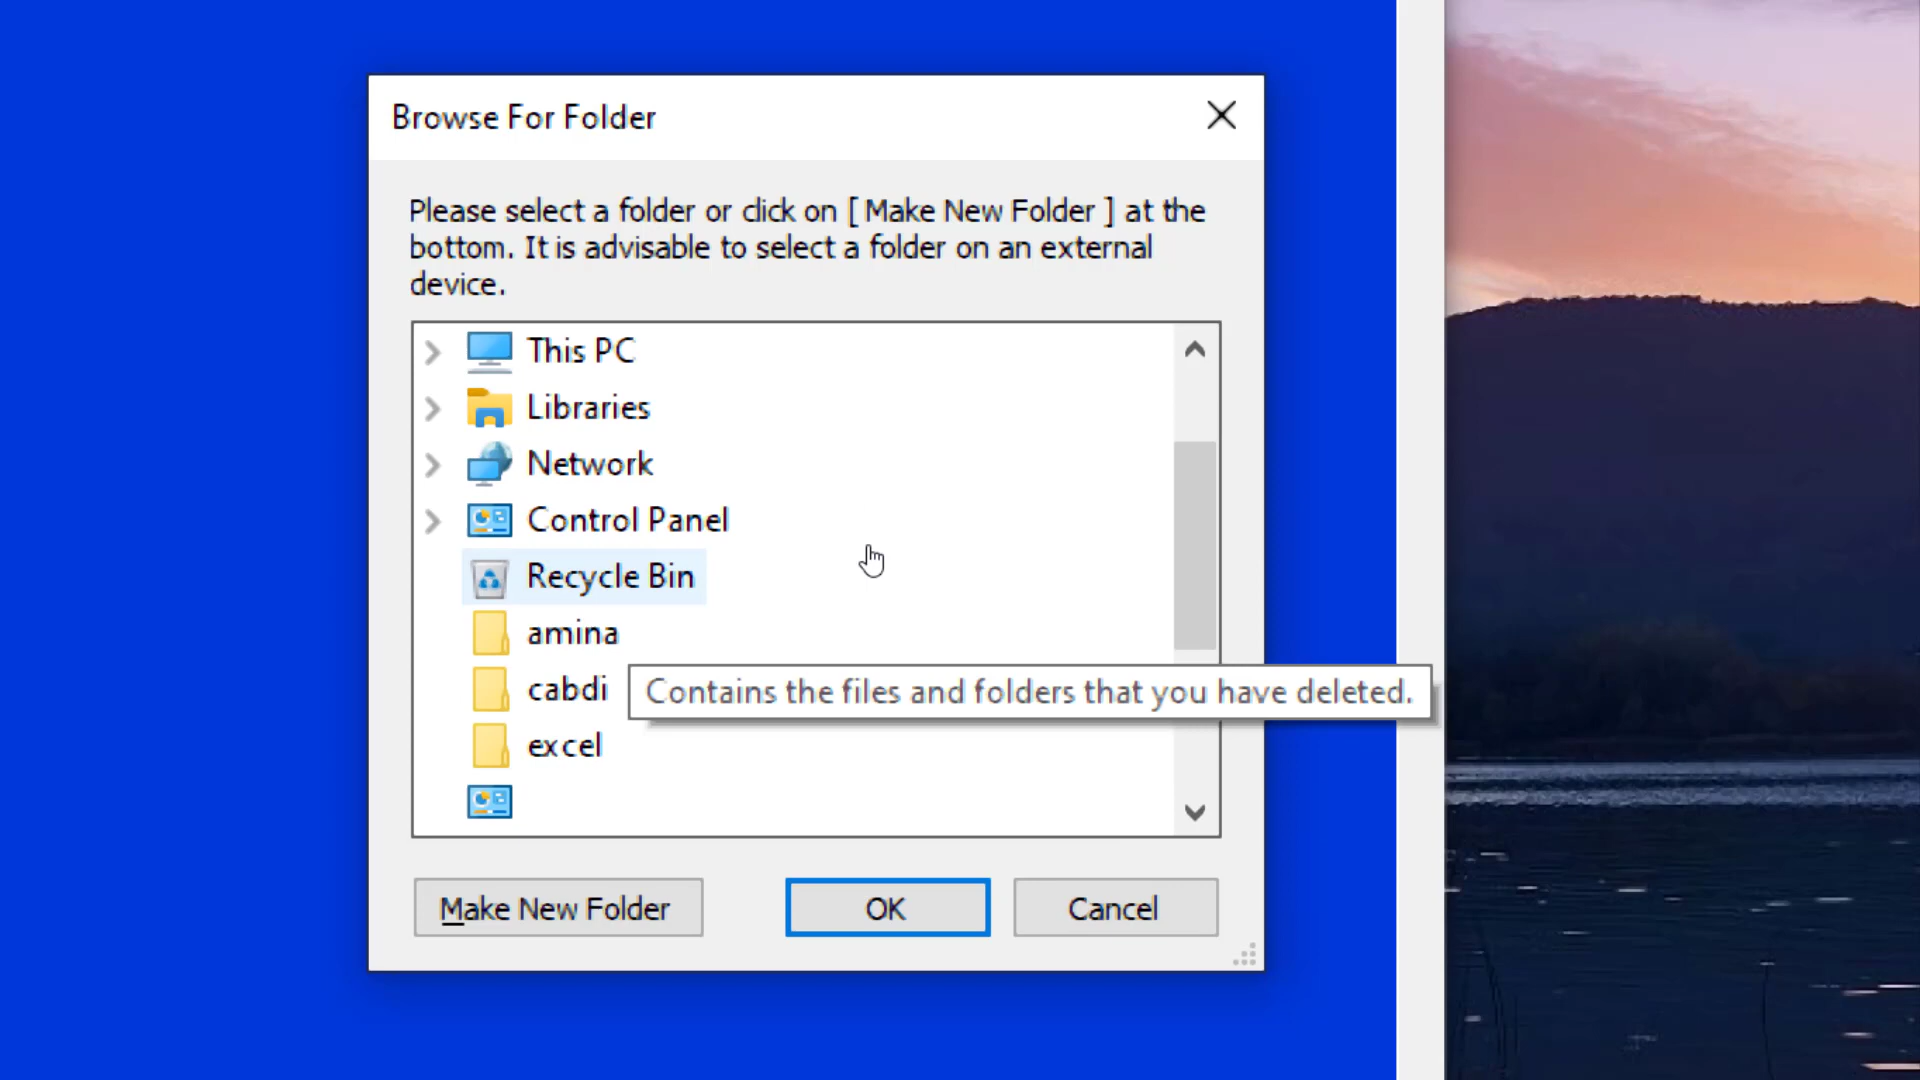 Browse For Folder
Please select a folder or click on [ Make New Folder ] at the
bottom. It is advisable to select a folder on an external
device.
This PC
Libraries
Network
Control Panel
Recycle Bin
amina
cabdi
Contains the files and folders that you have deleted.
excel
Make New Folder
OK
Cancel